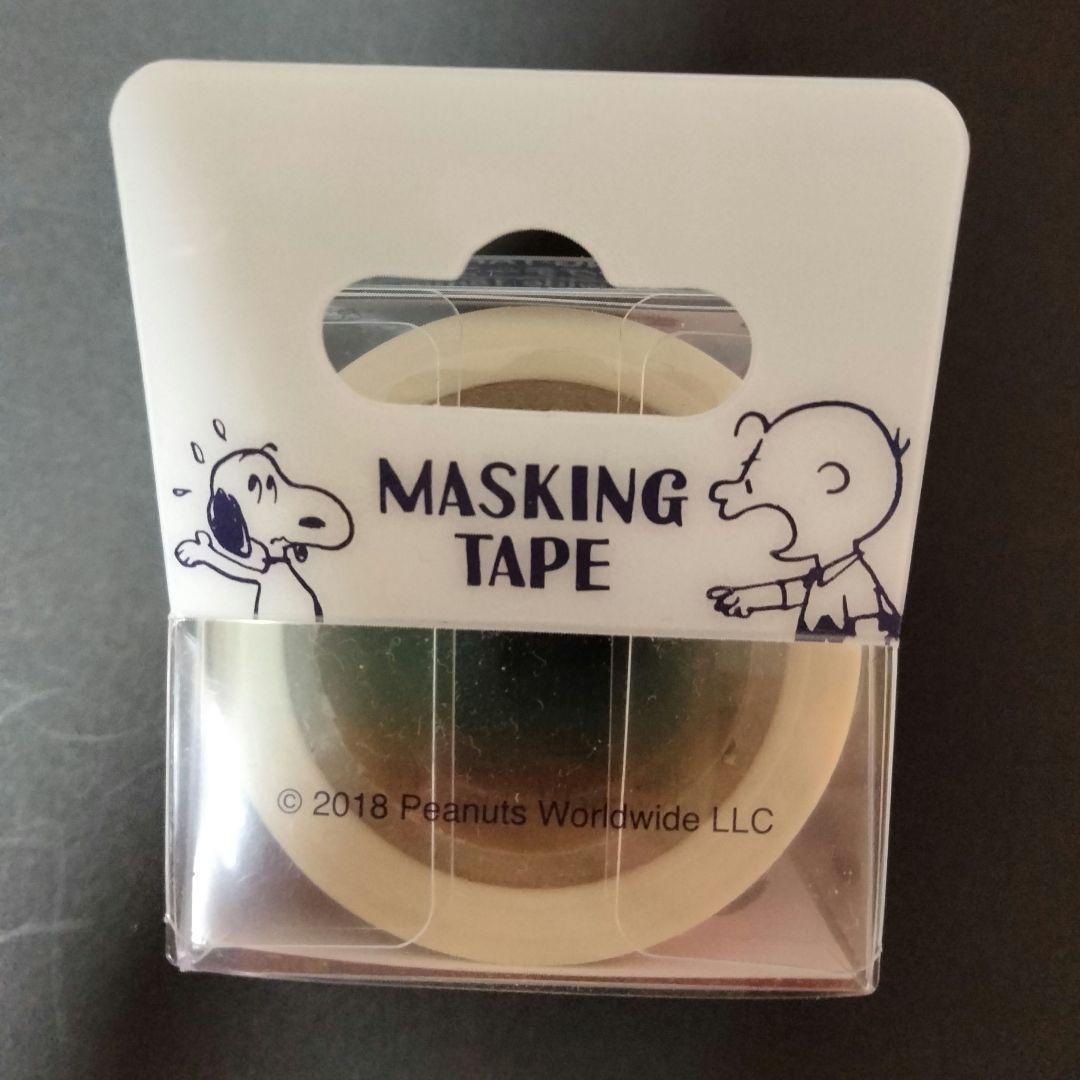 MASKING
TAPE
© 2018 Peanuts Worldwide LLC